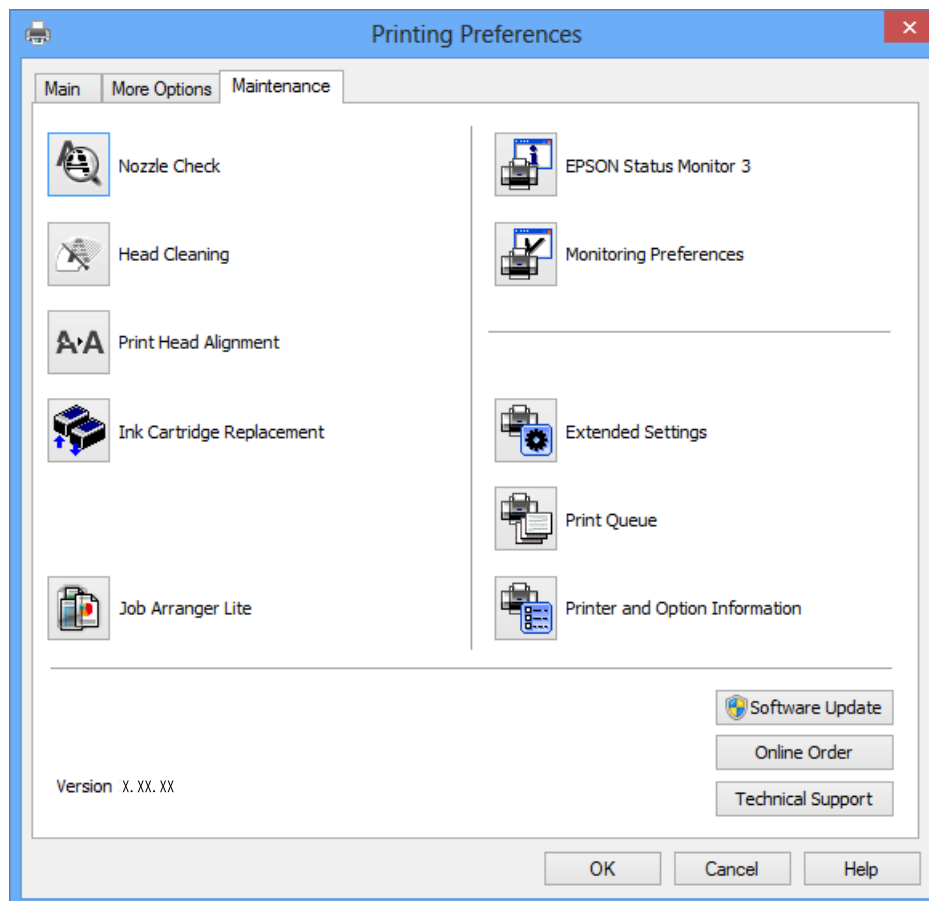 Printing Preferences
Main
More Options
Maintenance
Nozzle Check
Head Cleaning
Print Head Alignment
Ink Cartridge Replacement
Job Arranger Lite
EPSON Status Monitor 3
Monitoring Preferences
Extended Settings
Print Queue
Printer and Option Information
Software Update
Online Order
Technical Support
Version X.XX.XX
OK
Cancel
Help